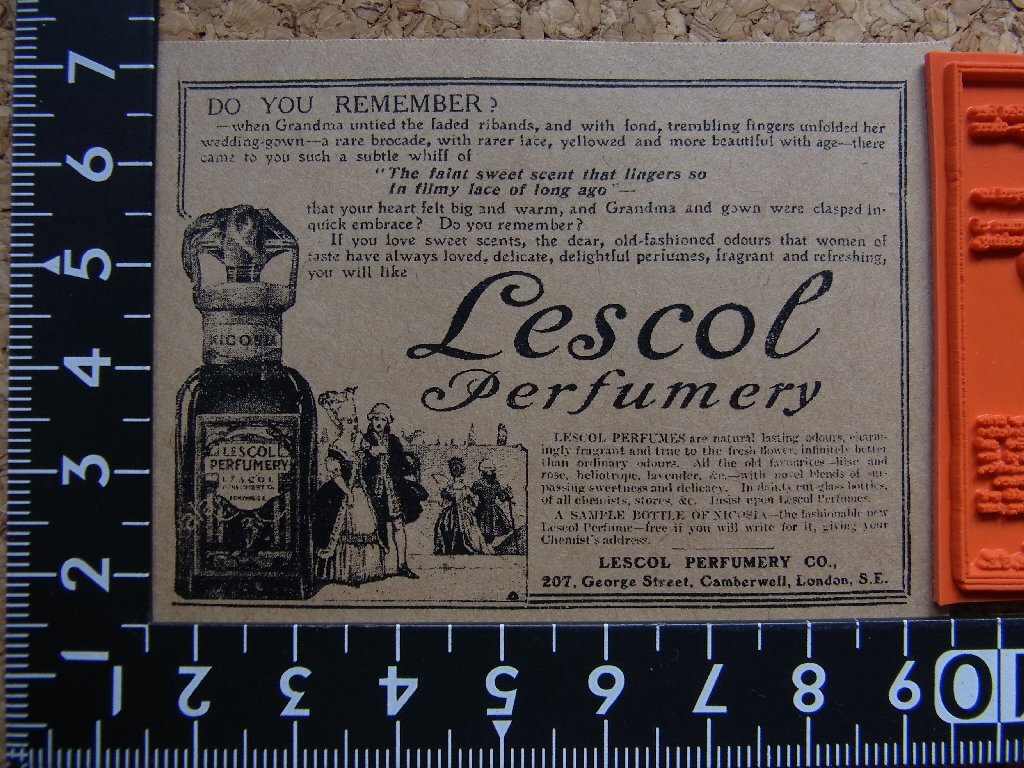 DO YOU REMEMBER?
—when Grandma untied the faded ribands, and with fond, trembling fingers unfolded her
wedding-gown—a rare brocade, with rarer lace, yellowed and more beautiful with age—there
came to you such a subtle whiff of
"The faint sweet scent that lingers so
In filmy lace of long ago"—
that your heart felt big and warm, and Grandma and gown were clasped in-
quick embrace? Do you remember?
If you love sweet scents, the dear, old-fashioned odours that women of
taste have always loved, delicate, delightful perfumes, fragrant and refreshing,
you will like
Lescol
Perfumery
NICOSIA
LESCOL
PERFUMERY
LESCOL
LESCOL PERFUMES are natural lasting odours, charm-
ingly fragrant and true to the fresh flower, infinitely better
than ordinary odours. All the old favourites—lilac and
rose, heliotrope, lavender, &c.—with novel blends of sur-
passing sweetness and delicacy. In dainty cut glass bottles,
of all chemists, stores, &c. Insist upon Lescol Perfumes.
A SAMPLE BOTTLE OF NICOSIA—the fashionable new
Lescol Perfume—free if you will write for it, giving your
Chemist's address.
LESCOL PERFUMERY CO.,
207, George Street, Camberwell, London, S.E.
7
6
5
4
3
2
1
1 2 3 4 5 6 7 8 9 10